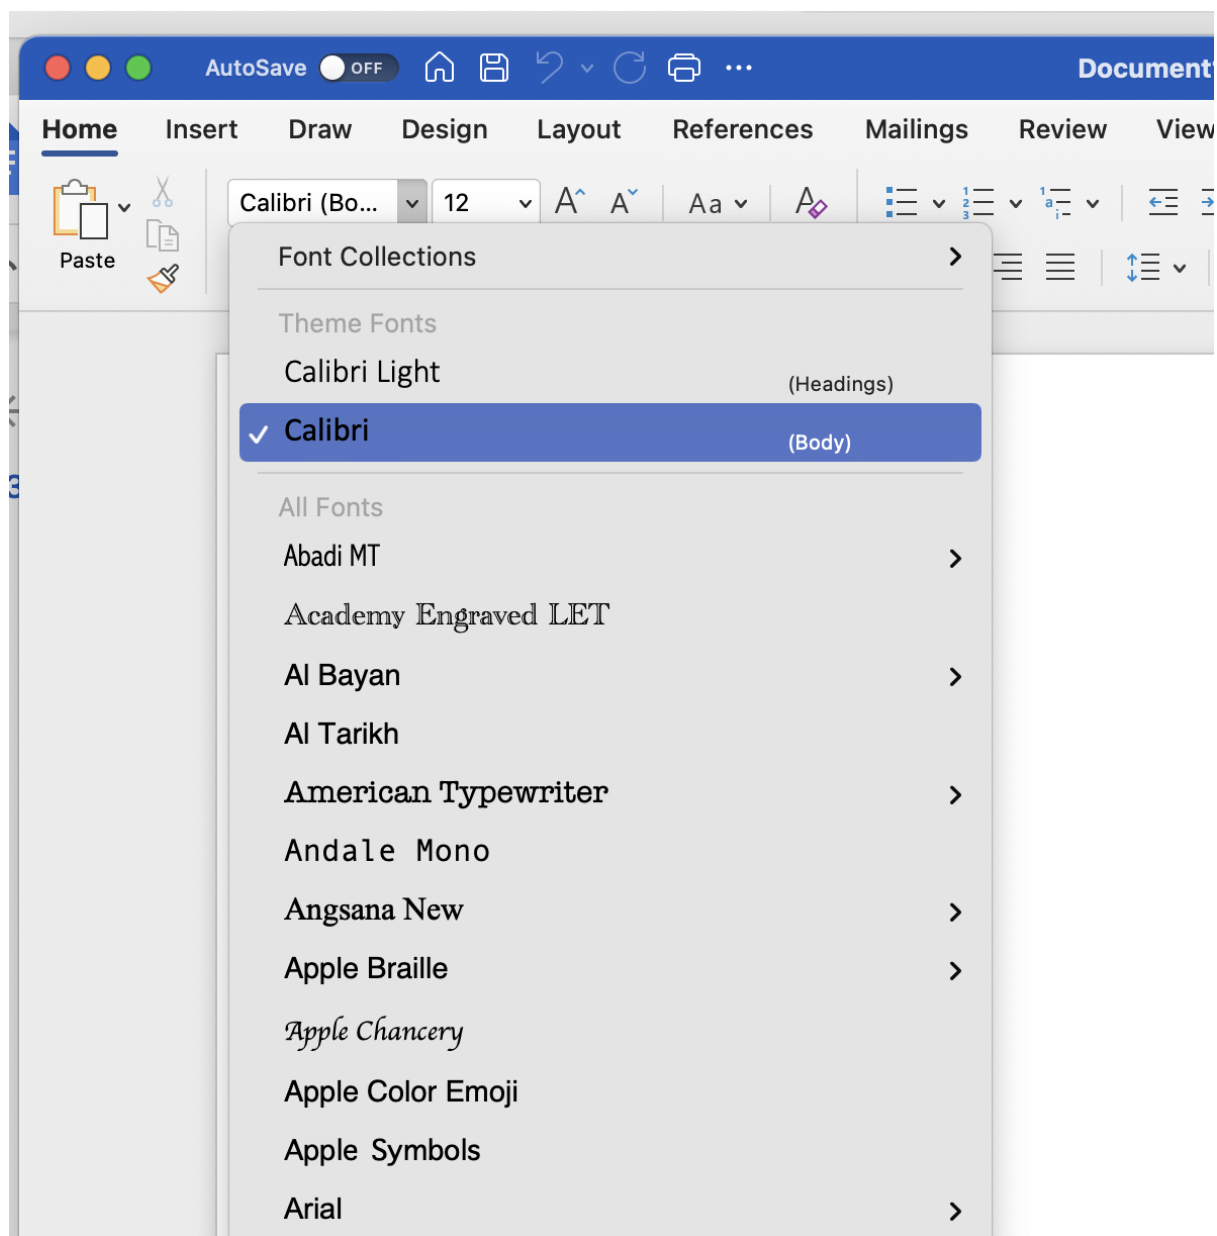 AutoSave OFF Document
Home Insert Draw Design Layout References Mailings Review View
Calibri (Bo... 12 Aa
Paste
Font Collections
Theme Fonts
Calibri Light (Headings)
Calibri (Body)
All Fonts
Abadi MT
Academy Engraved LET
Al Bayan
Al Tarikh
American Typewriter
Andale Mono
Angsana New
Apple Braille
Apple Chancery
Apple Color Emoji
Apple Symbols
Arial